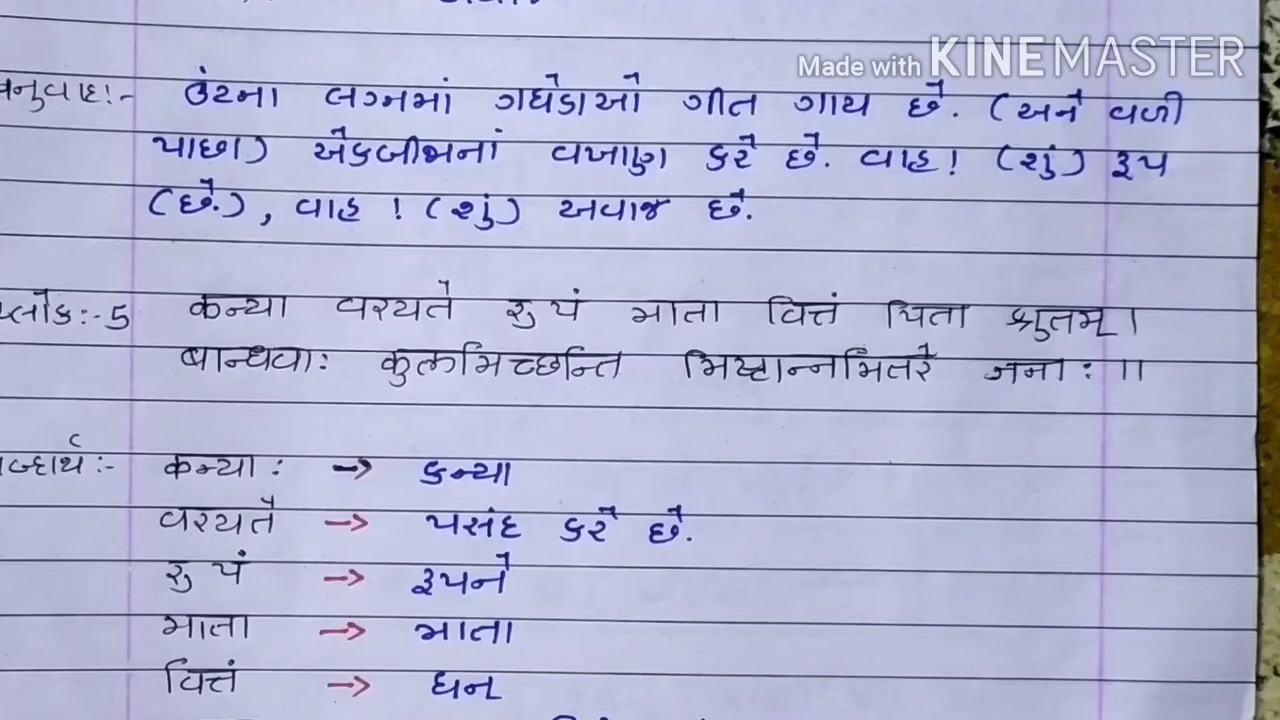 Made with KINEMASTER
અનુવાદ:- ઉંટના લગ્નમાં ગધેડાઓ ગીત ગાય છે. (અને વળી
પાછા) એકબીજાનાં વખાણ કરે છે. વાહ! (શું) રૂપ
(છે.), વાહ ! (શું) અવાજ છે.
શ્લોક:-5 कन्या वरयते रुपं माता वित्तं पिता श्रुतम् ।
बान्धवाः कुलमिच्छन्ति मिष्टान्नमितरे जनाः ।।
શબ્દાર્થ:- कन्या : → કન્યા
वरयते → પસંદ કરે છે.
रुपं → રૂપને
माता → માતા
वित्तं → ધન